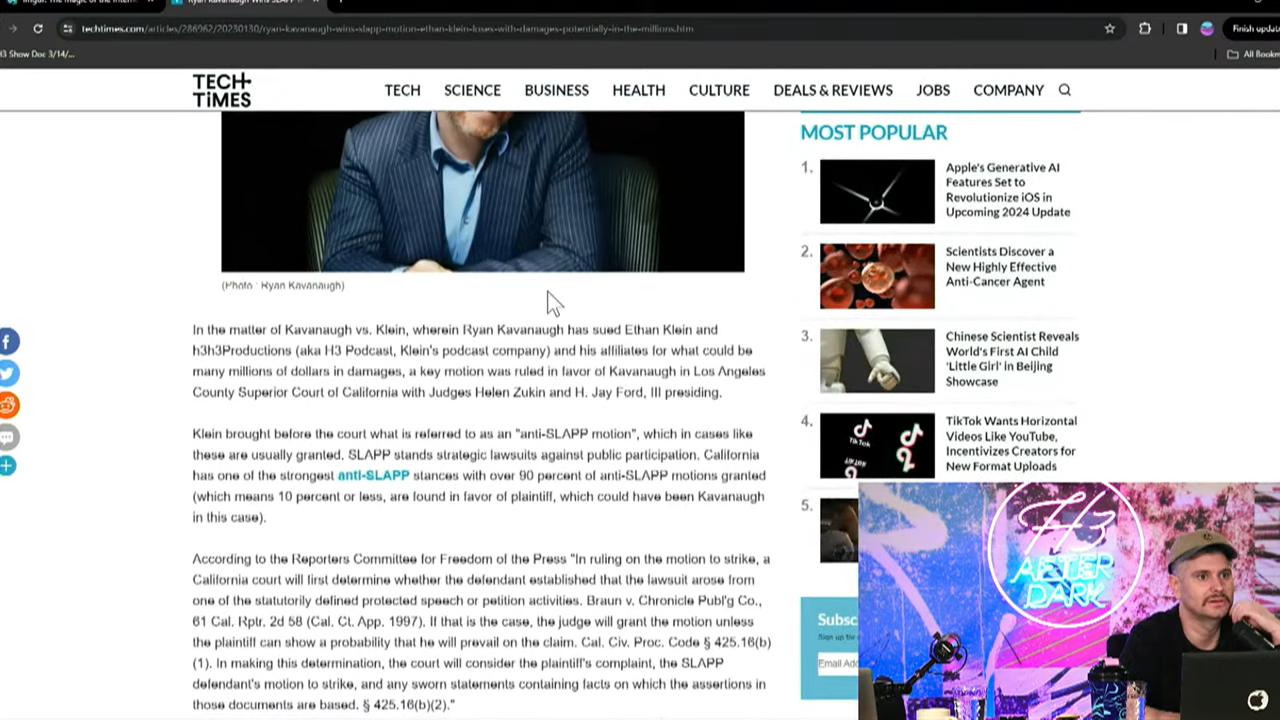 techtimes.com/articles/286962/20230130/ryan-kavanaugh-wins-slapp-motion-ethan-klein-loses-with-damages-potentially-in-the-millions.htm
Finish update
H3 Show Doc 3/14/...
All Bookm
TECH TIMES
TECH SCIENCE BUSINESS HEALTH CULTURE DEALS & REVIEWS JOBS COMPANY
(Photo : Ryan Kavanaugh)
In the matter of Kavanaugh vs. Klein, wherein Ryan Kavanaugh has sued Ethan Klein and
h3h3Productions (aka H3 Podcast, Klein's podcast company) and his affiliates for what could be
many millions of dollars in damages, a key motion was ruled in favor of Kavanaugh in Los Angeles
County Superior Court of California with Judges Helen Zukin and H. Jay Ford, III presiding.
Klein brought before the court what is referred to as an "anti-SLAPP motion", which in cases like
these are usually granted. SLAPP stands strategic lawsuits against public participation. California
has one of the strongest anti-SLAPP stances with over 90 percent of anti-SLAPP motions granted
(which means 10 percent or less, are found in favor of plaintiff, which could have been Kavanaugh
in this case).
According to the Reporters Committee for Freedom of the Press "In ruling on the motion to strike, a
California court will first determine whether the defendant established that the lawsuit arose from
one of the statutorily defined protected speech or petition activities. Braun v. Chronicle Publ'g Co.,
61 Cal. Rptr. 2d 58 (Cal. Ct. App. 1997). If that is the case, the judge will grant the motion unless
the plaintiff can show a probability that he will prevail on the claim. Cal. Civ. Proc. Code § 425.16(b)
(1). In making this determination, the court will consider the plaintiff's complaint, the SLAPP
defendant's motion to strike, and any sworn statements containing facts on which the assertions in
those documents are based. § 425.16(b)(2)."
MOST POPULAR
1.
Apple's Generative AI
Features Set to
Revolutionize iOS in
Upcoming 2024 Update
2.
Scientists Discover a
New Highly Effective
Anti-Cancer Agent
3.
Chinese Scientist Reveals
World's First AI Child
'Little Girl' in Beijing
Showcase
4.
TikTok
TikTok Wants Horizontal
Videos Like YouTube,
Incentivizes Creators for
New Format Uploads
5.
Subsc
Sign up for
Email Add
H3
AFTER
DARK